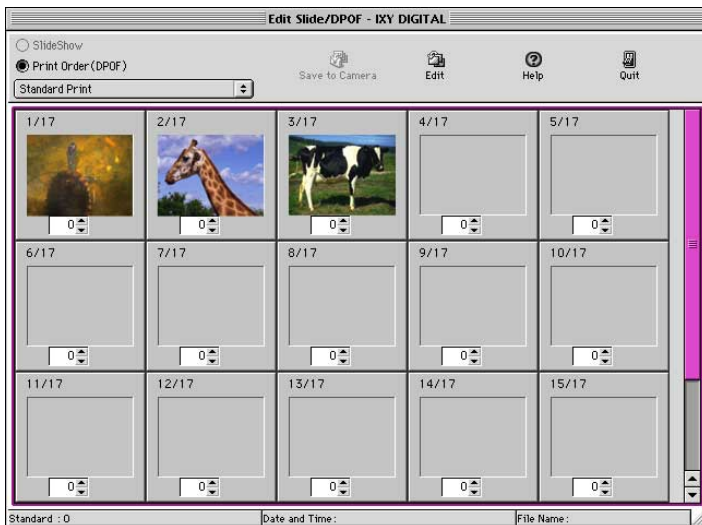 Edit Slide/DPOF - IXY DIGITAL
SlideShow
Print Order(DPOF)
Standard Print
Save to Camera
Edit
Help
Quit
1/17
2/17
3/17
4/17
5/17
0
0
0
0
0
6/17
7/17
8/17
9/17
10/17
0
0
0
0
0
11/17
12/17
13/17
14/17
15/17
0
0
0
0
0
Standard : 0
Date and Time:
File Name: